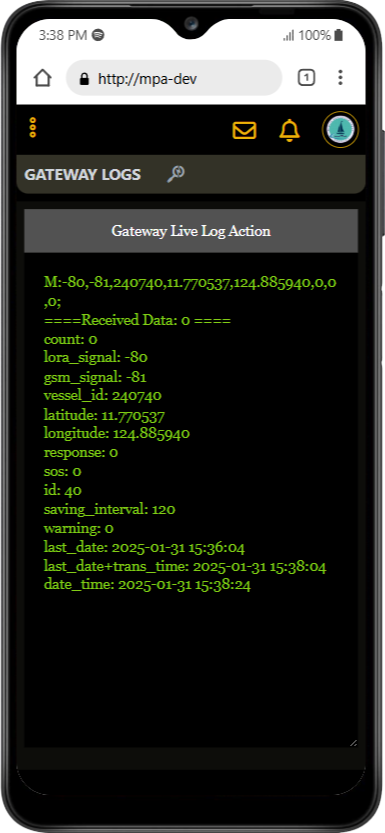 3:38 PM
100%
http://mpa-dev
1
GATEWAY LOGS
Gateway Live Log Action
M:-80,-81,240740,11.770537,124.885940,0,0
,0;
====Received Data: 0 ====
count: 0
lora_signal: -80
gsm_signal: -81
vessel_id: 240740
latitude: 11.770537
longitude: 124.885940
response: 0
sos: 0
id: 40
saving_interval: 120
warning: 0
last_date: 2025-01-31 15:36:04
last_date+trans_time: 2025-01-31 15:38:04
date_time: 2025-01-31 15:38:24